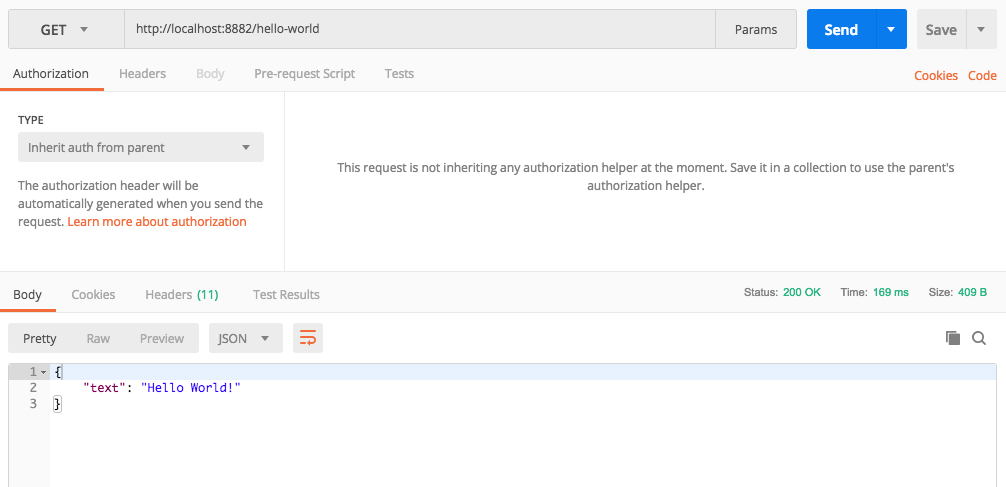 GET http://localhost:8882/hello-world Params Send Save
Authorization Headers Body Pre-request Script Tests Cookies Code
TYPE
Inherit auth from parent
The authorization header will be
automatically generated when you send the
request. Learn more about authorization
This request is not inheriting any authorization helper at the moment. Save it in a collection to use the parent's
authorization helper.
Body Cookies Headers (11) Test Results Status: 200 OK Time: 169 ms Size: 409 B
Pretty Raw Preview JSON
1 {
2 "text": "Hello World!"
3 }